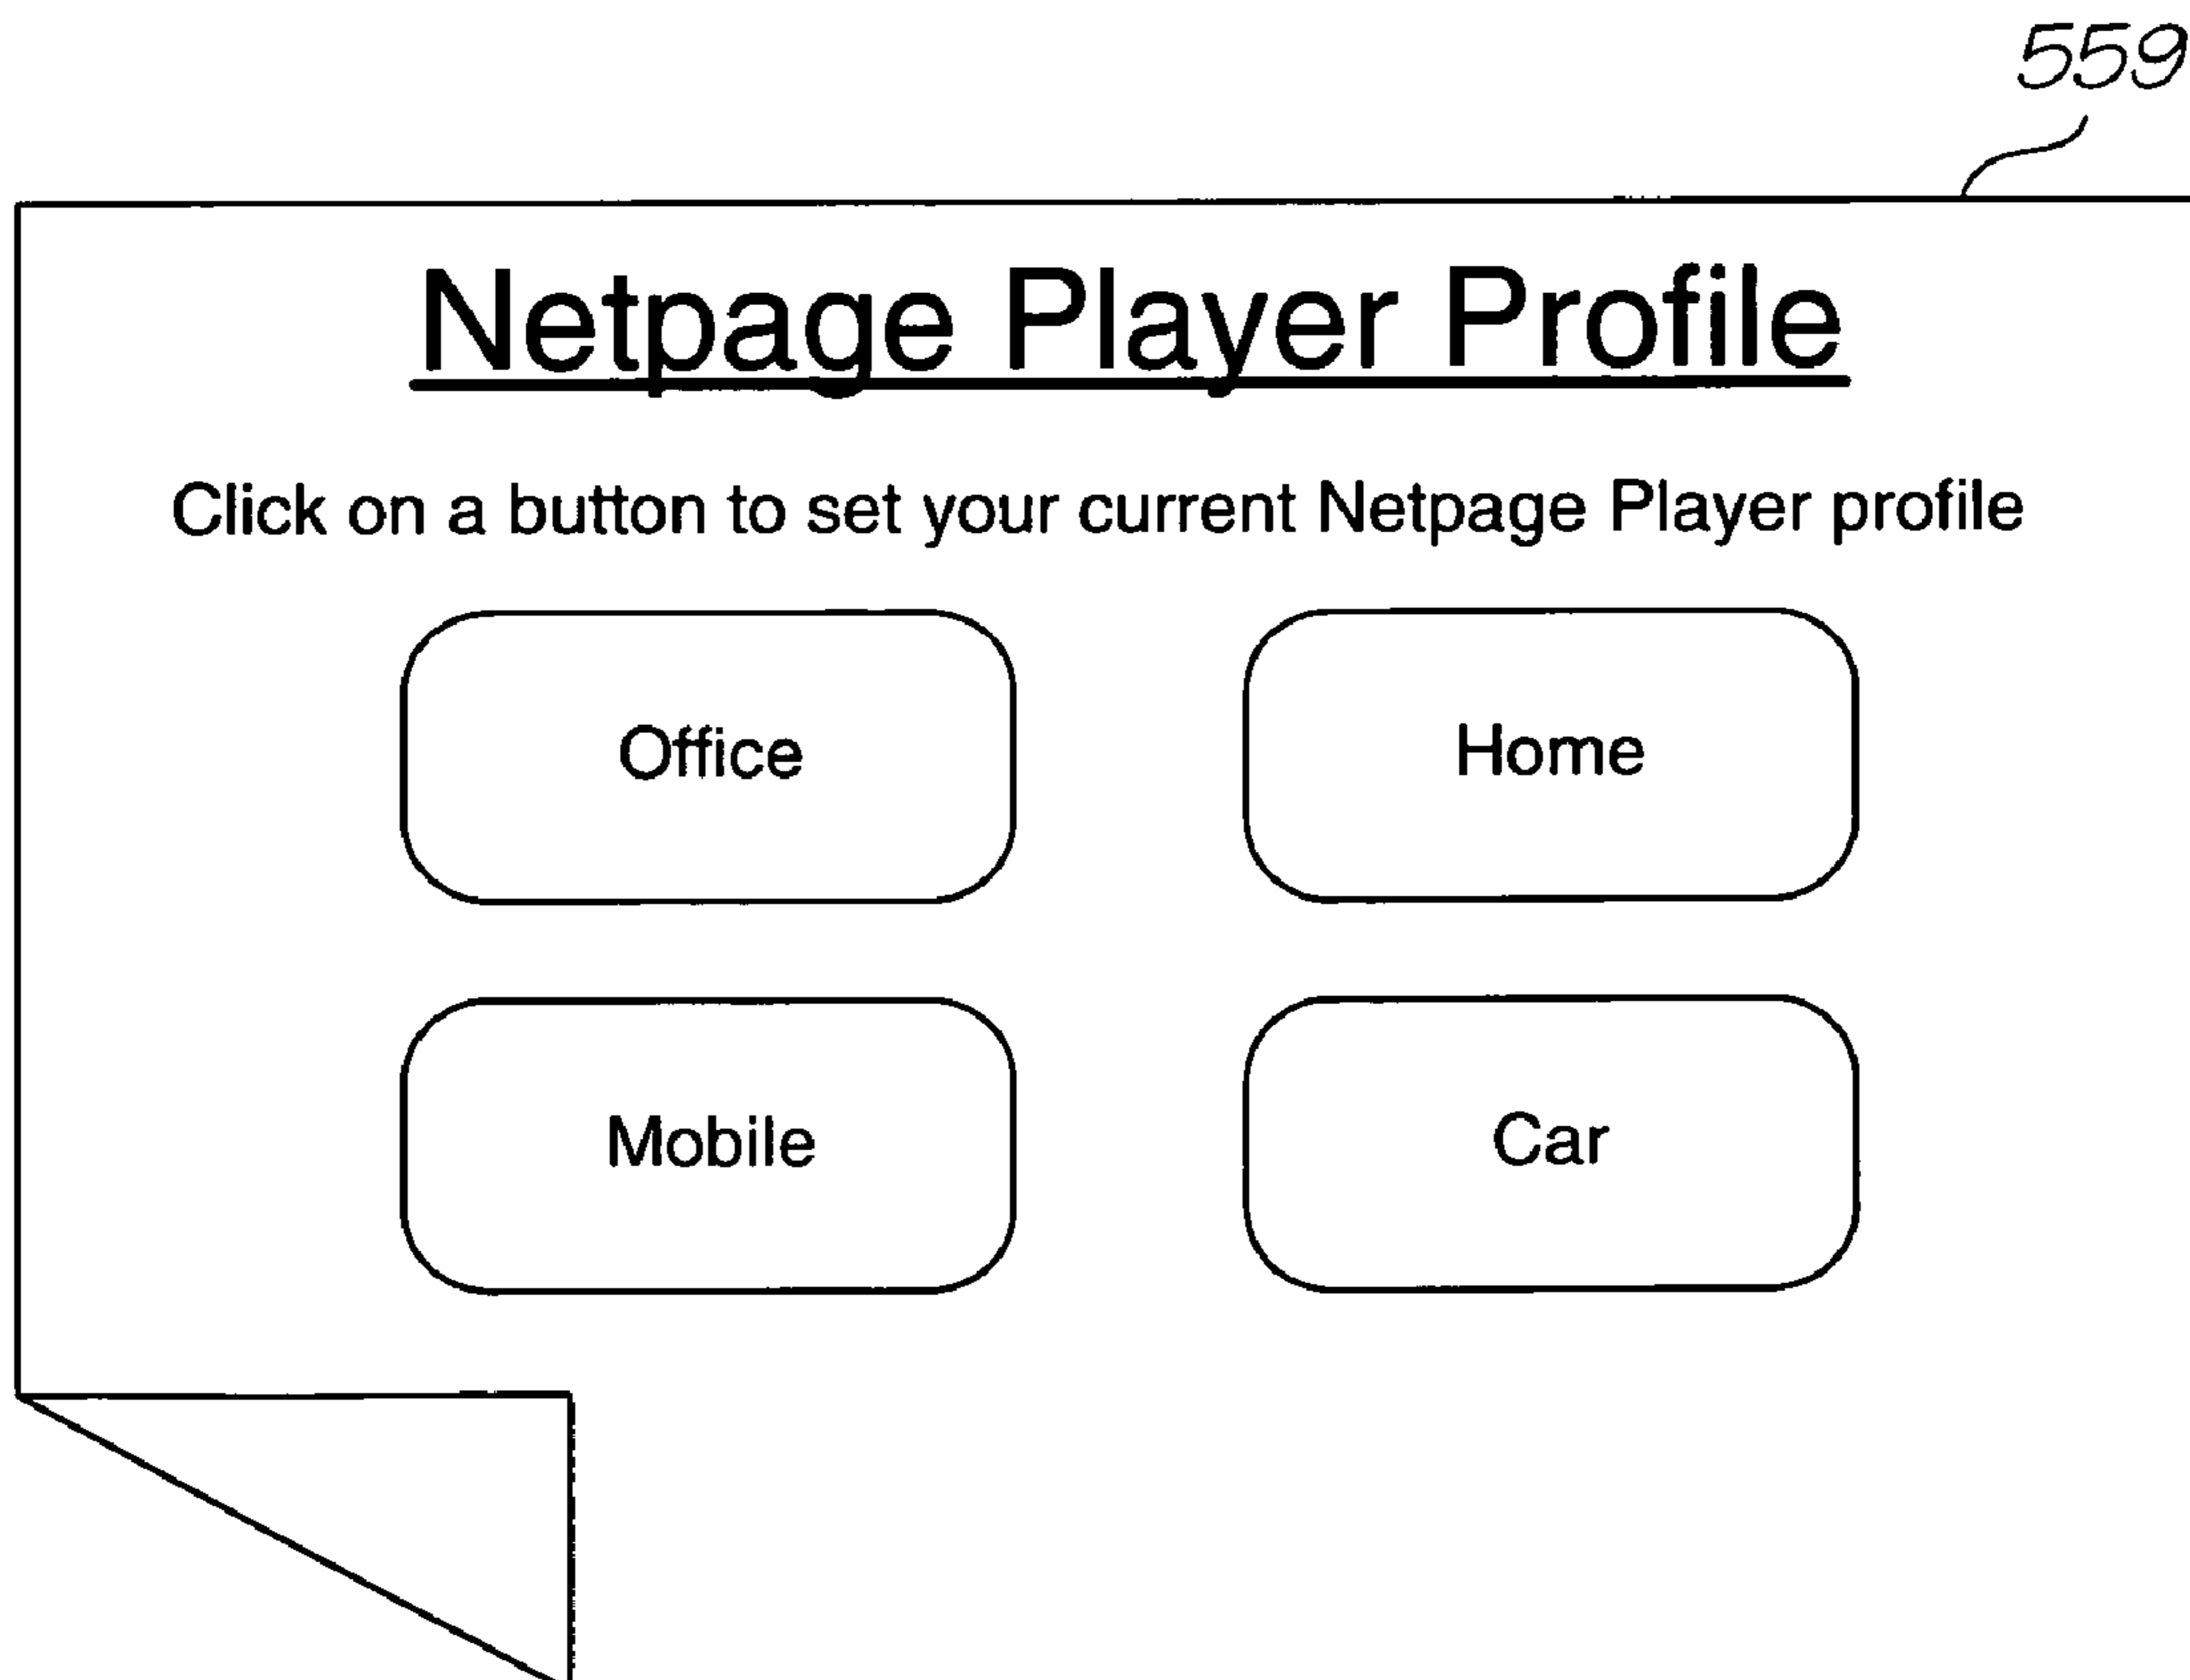 559
Netpage Player Profile
Click on a button to set your current Netpage Player profile
Office Home
Mobile Car